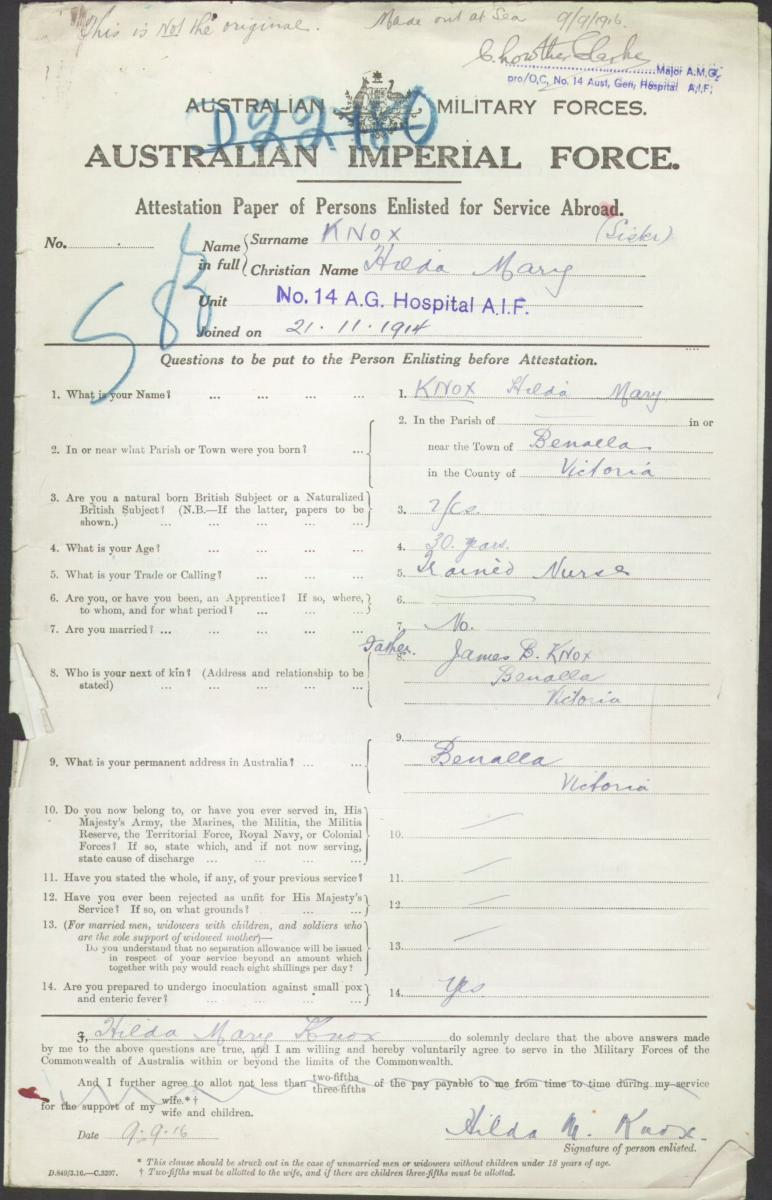 This is Not the original. Made out at Sea 9/9/1916.
Major A.M.C.
pro/O,C, No. 14 Aust, Gen, Hospital A,I,F,
AUSTRALIAN MILITARY FORCES.
AUSTRALIAN IMPERIAL FORCE.
Attestation Paper of Persons Enlisted for Service Abroad.
No. Name in full Surname KNOX (Sister)
Christian Name Hilda Mary
Unit No. 14 A.G. Hospital A.I.F.
Joined on 21.11.1914
Questions to be put to the Person Enlisting before Attestation.
1. What is your Name? ... ... ... ... 1. KNOX Hilda Mary
2. In or near what Parish or Town were you born? ... 2. In the Parish of in or
near the Town of Benalla
in the County of Victoria
3. Are you a natural born British Subject or a Naturalized
British Subject? (N.B.—If the latter, papers to be
shown.) ... ... ... ... 3. Yes.
4. What is your Age? ... ... ... 4. 30 years.
5. What is your Trade or Calling? ... ... 5. Trained Nurse
6. Are you, or have you been, an Apprentice? If so, where,
to whom, and for what period? ... ... 6.
7. Are you married? ... ... ... ... 7. No.
8. Who is your next of kin? (Address and relationship to be
stated) ... ... ... ... Father. 8. James B. KNOX
Benalla
Victoria
9. What is your permanent address in Australia? ... ... 9. Benalla
Victoria
10. Do you now belong to, or have you ever served in, His
Majesty's Army, the Marines, the Militia, the Militia
Reserve, the Territorial Force, Royal Navy, or Colonial
Forces? If so, state which, and if not now serving,
state cause of discharge ... ... ... 10. —
11. Have you stated the whole, if any, of your previous service? 11. —
12. Have you ever been rejected as unfit for His Majesty's
Service? If so, on what grounds? ... ... 12. —
13. (For married men, widowers with children, and soldiers who
are the sole support of widowed mother)—
Do you understand that no separation allowance will be issued
in respect of your service beyond an amount which
together with pay would reach eight shillings per day? 13. —
14. Are you prepared to undergo inoculation against small pox
and enteric fever? ... ... ... 14. Yes
I, Hilda Mary Knox do solemnly declare that the above answers made
by me to the above questions are true, and I am willing and hereby voluntarily agree to serve in the Military Forces of the
Commonwealth of Australia within or beyond the limits of the Commonwealth.
And I further agree to allot not less than two-fifths three-fifths of the pay payable to me from time to time during my service
for the support of my wife.*† wife and children.
Date 9.9.16 Hilda M. Knox.
Signature of person enlisted.
* This clause should be struck out in the case of unmarried men or widowers without children under 18 years of age.
D.849/3.16.—C.3397. † Two-fifths must be allotted to the wife, and if there are children three-fifths must be allotted.